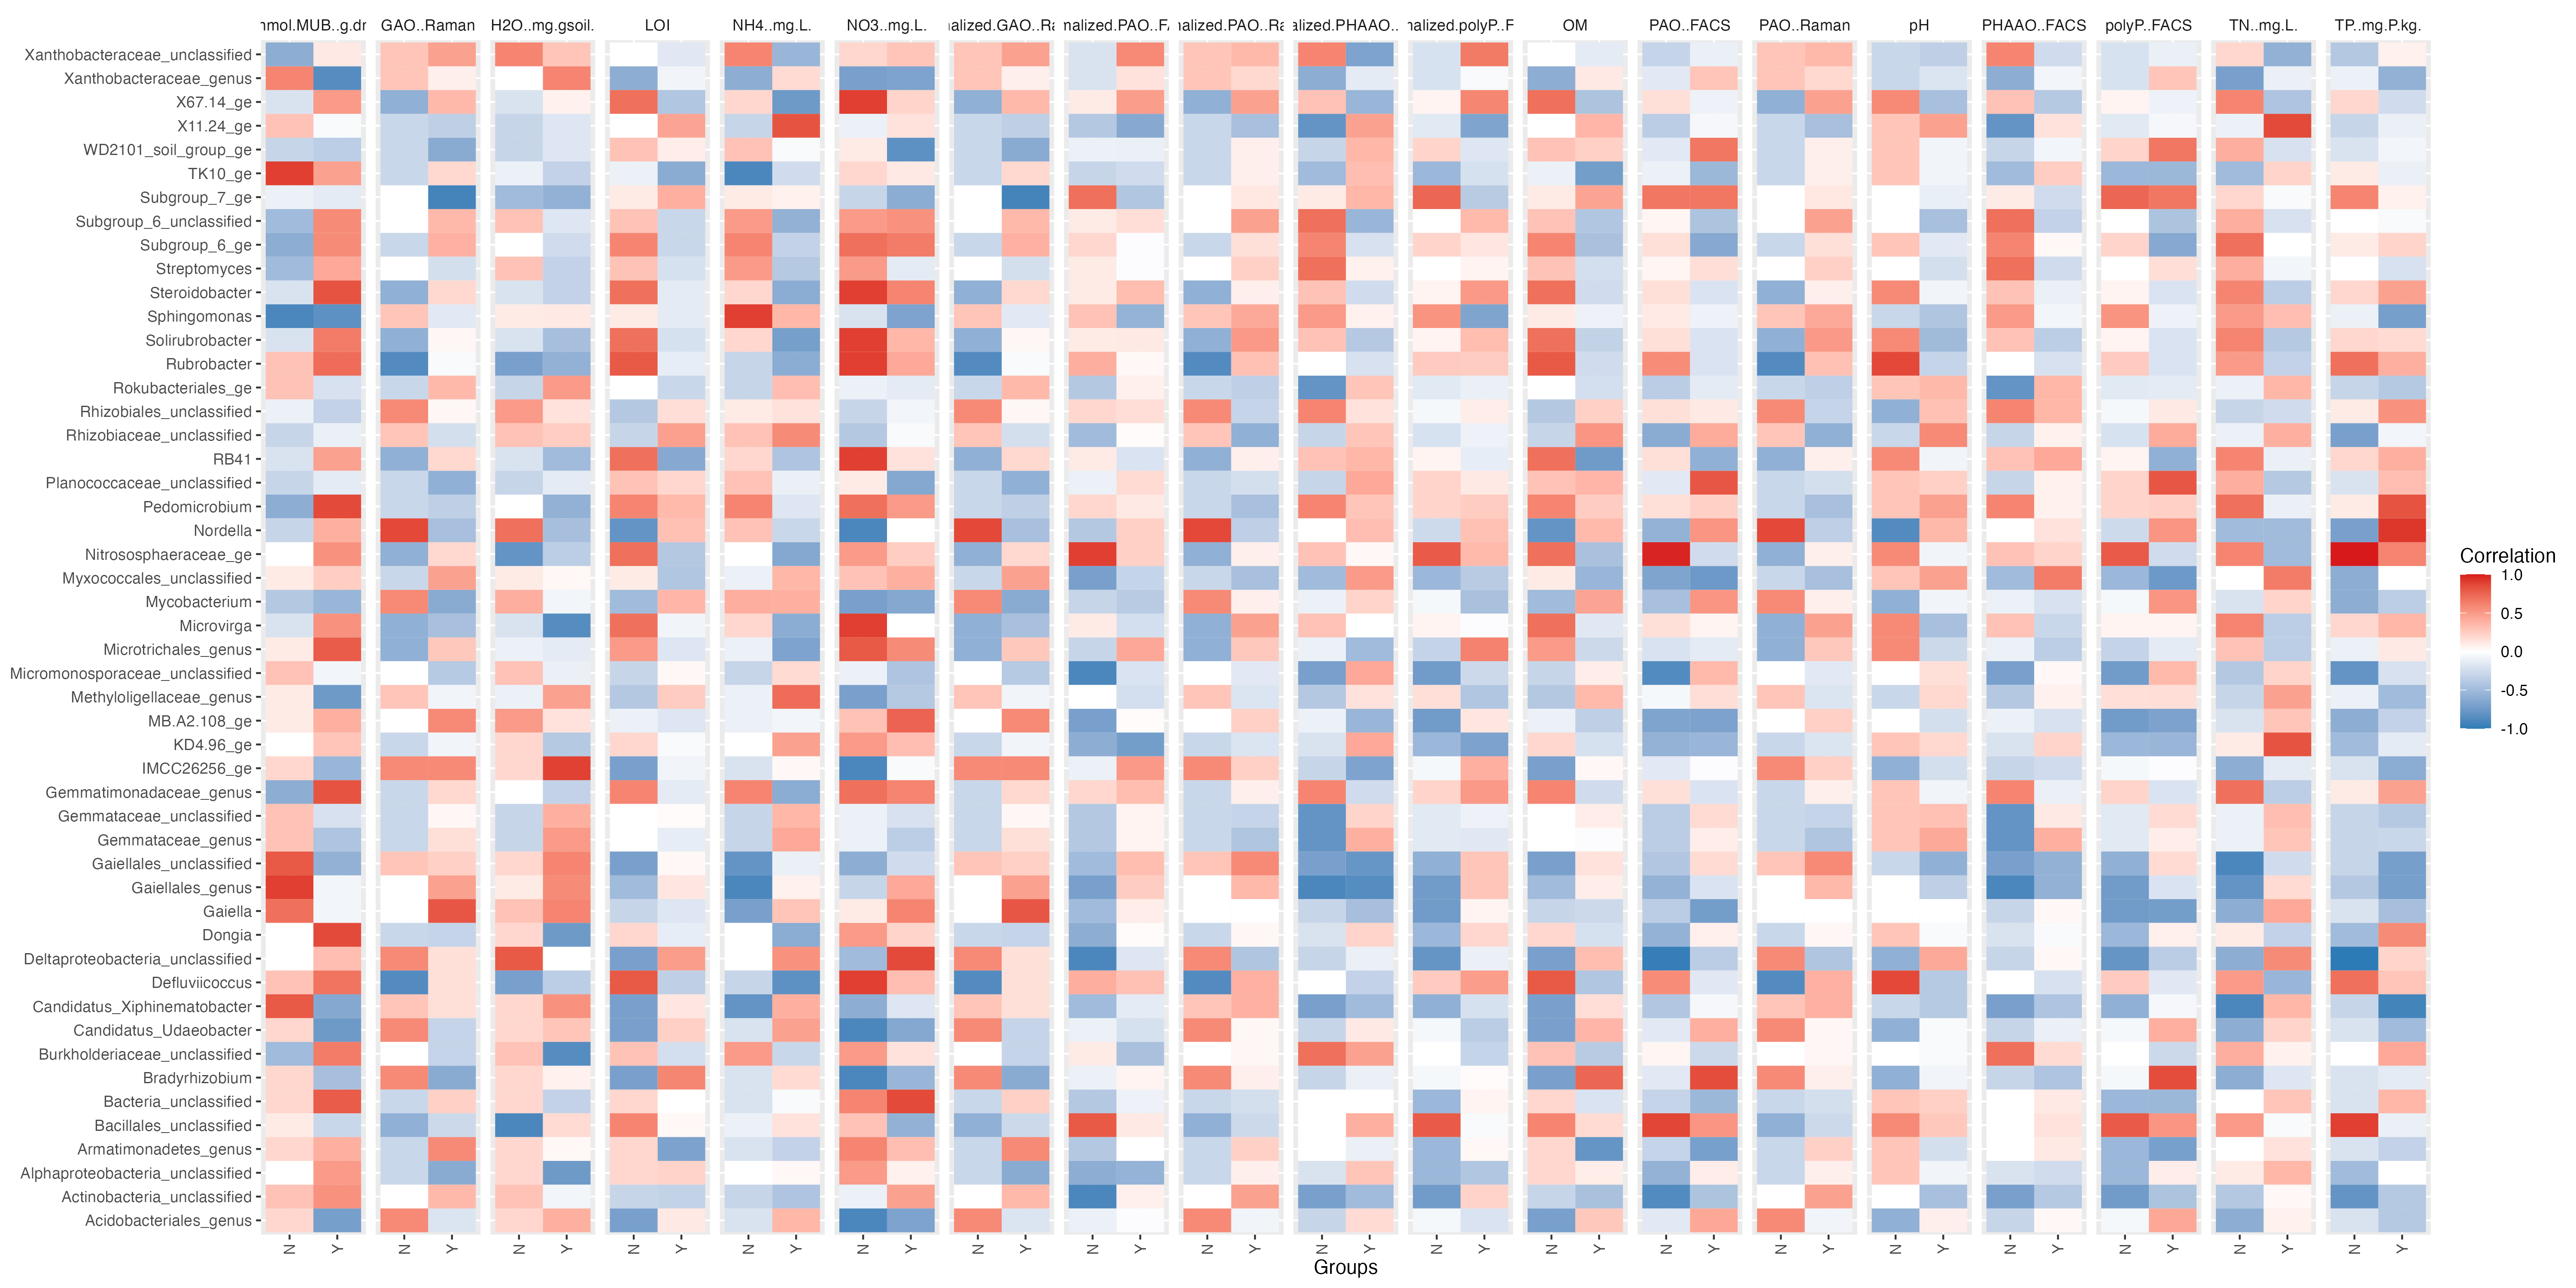 nmol.MUB..g.dr GAO..Raman H2O..mg.gsoil. LOI NH4..mg.L. NO3..mg.L. nalized.GAO..Ra malized.PAO..FA nalized.PAO..Ra alized.PHAAO.. nalized.polyP..F OM PAO..FACS PAO..Raman pH PHAAO..FACS polyP..FACS TN..mg.L. TP..mg.P.kg.
Xanthobacteraceae_unclassified
Xanthobacteraceae_genus
X67.14_ge
X11.24_ge
WD2101_soil_group_ge
TK10_ge
Subgroup_7_ge
Subgroup_6_unclassified
Subgroup_6_ge
Streptomyces
Steroidobacter
Sphingomonas
Solirubrobacter
Rubrobacter
Rokubacteriales_ge
Rhizobiales_unclassified
Rhizobiaceae_unclassified
RB41
Planococcaceae_unclassified
Pedomicrobium
Nordella
Nitrososphaeraceae_ge
Myxococcales_unclassified
Mycobacterium
Microvirga
Microtrichales_genus
Micromonosporaceae_unclassified
Methyloligellaceae_genus
MB.A2.108_ge
KD4.96_ge
IMCC26256_ge
Gemmatimonadaceae_genus
Gemmataceae_unclassified
Gemmataceae_genus
Gaiellales_unclassified
Gaiellales_genus
Gaiella
Dongia
Deltaproteobacteria_unclassified
Defluviicoccus
Candidatus_Xiphinematobacter
Candidatus_Udaeobacter
Burkholderiaceae_unclassified
Bradyrhizobium
Bacteria_unclassified
Bacillales_unclassified
Armatimonadetes_genus
Alphaproteobacteria_unclassified
Actinobacteria_unclassified
Acidobacteriales_genus
N Y N Y N Y N Y N Y N Y N Y N Y N Y N Y N Y N Y N Y N Y N Y N Y N Y N Y N Y
Groups
Correlation
1.0
0.5
0.0
-0.5
-1.0